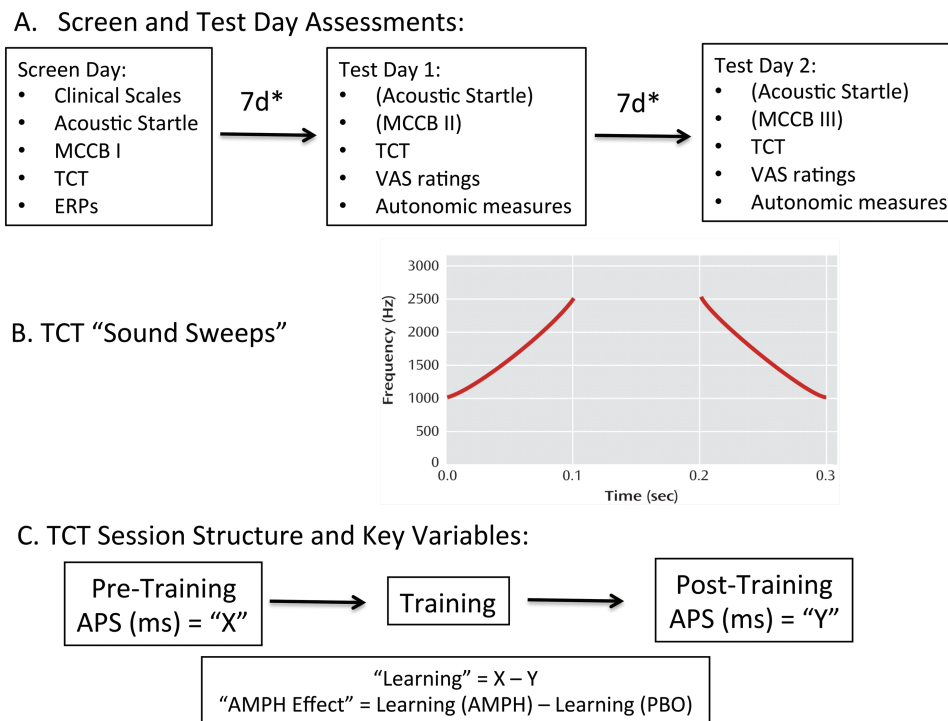 A. Screen and Test Day Assessments:
Screen Day:
• Clinical Scales
• Acoustic Startle
• MCCB I
• TCT
• ERPs
7d*
Test Day 1:
• (Acoustic Startle)
• (MCCB II)
• TCT
• VAS ratings
• Autonomic measures
7d*
Test Day 2:
• (Acoustic Startle)
• (MCCB III)
• TCT
• VAS ratings
• Autonomic measures
B. TCT “Sound Sweeps”
Frequency (Hz)
3000
2500
2000
1500
1000
500
0
0.0 0.1 0.2 0.3
Time (sec)
C. TCT Session Structure and Key Variables:
Pre-Training
APS (ms) = “X”
Training
Post-Training
APS (ms) = “Y”
“Learning” = X – Y
“AMPH Effect” = Learning (AMPH) – Learning (PBO)